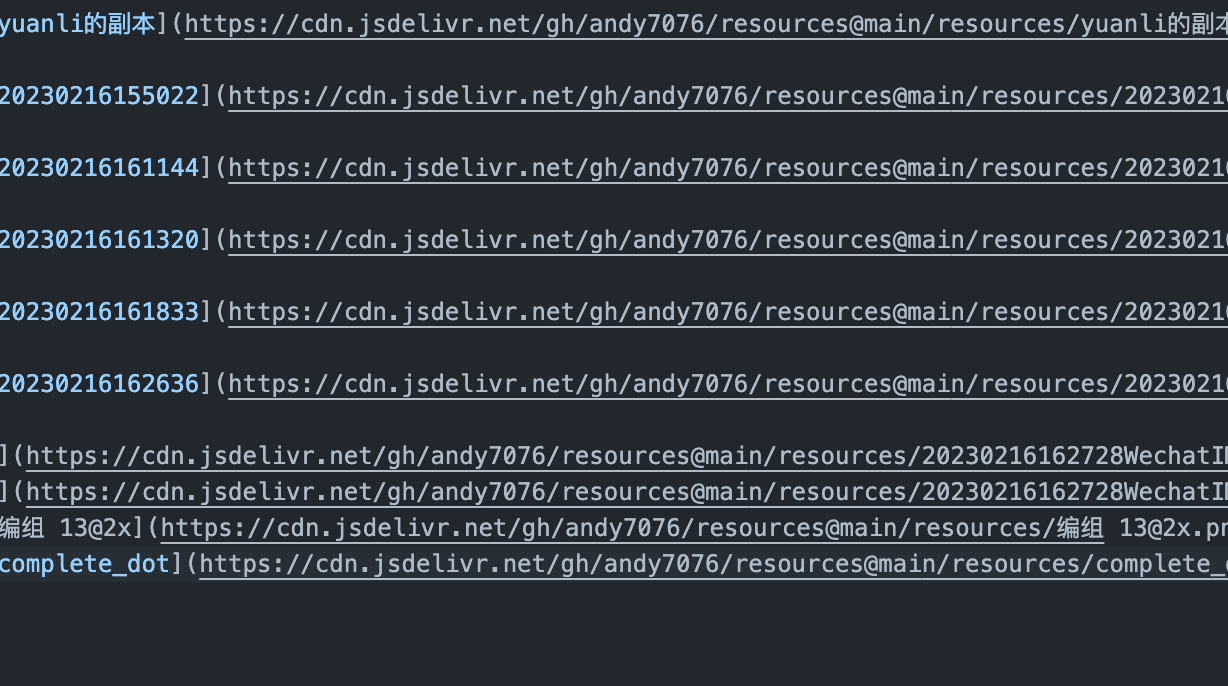 yuanli的副本](https://cdn.jsdelivr.net/gh/andy7076/resources@main/resources/yuanli的副本
20230216155022](https://cdn.jsdelivr.net/gh/andy7076/resources@main/resources/2023021
20230216161144](https://cdn.jsdelivr.net/gh/andy7076/resources@main/resources/2023021
20230216161320](https://cdn.jsdelivr.net/gh/andy7076/resources@main/resources/2023021
20230216161833](https://cdn.jsdelivr.net/gh/andy7076/resources@main/resources/2023021
20230216162636](https://cdn.jsdelivr.net/gh/andy7076/resources@main/resources/2023021
](https://cdn.jsdelivr.net/gh/andy7076/resources@main/resources/20230216162728WechatI
](https://cdn.jsdelivr.net/gh/andy7076/resources@main/resources/20230216162728WechatI
编组 13@2x](https://cdn.jsdelivr.net/gh/andy7076/resources@main/resources/编组 13@2x.pn
complete_dot](https://cdn.jsdelivr.net/gh/andy7076/resources@main/resources/complete_